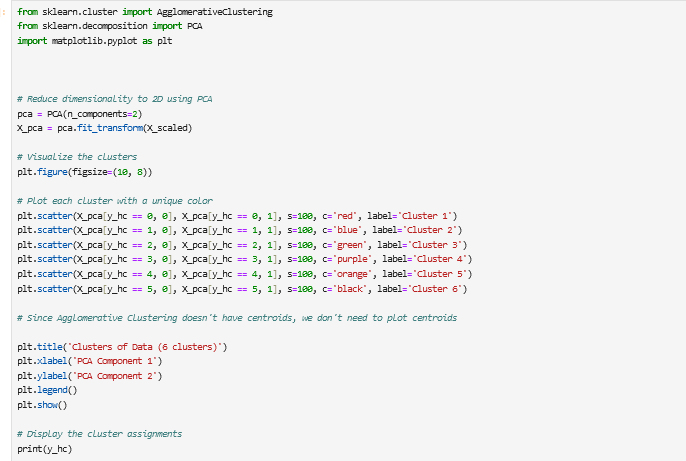 from sklearn.cluster import AgglomerativeClustering
from sklearn.decomposition import PCA
import matplotlib.pyplot as plt
# Reduce dimensionality to 2D using PCA
pca = PCA(n_components=2)
X_pca = pca.fit_transform(X_scaled)
# Visualize the clusters
plt.figure(figsize=(10, 8))
# Plot each cluster with a unique color
plt.scatter(X_pca[y_hc == 0, 0], X_pca[y_hc == 0, 1], s=100, c='red', label='Cluster 1')
plt.scatter(X_pca[y_hc == 1, 0], X_pca[y_hc == 1, 1], s=100, c='blue', label='Cluster 2')
plt.scatter(X_pca[y_hc == 2, 0], X_pca[y_hc == 2, 1], s=100, c='green', label='Cluster 3')
plt.scatter(X_pca[y_hc == 3, 0], X_pca[y_hc == 3, 1], s=100, c='purple', label='Cluster 4')
plt.scatter(X_pca[y_hc == 4, 0], X_pca[y_hc == 4, 1], s=100, c='orange', label='Cluster 5')
plt.scatter(X_pca[y_hc == 5, 0], X_pca[y_hc == 5, 1], s=100, c='black', label='Cluster 6')
# Since Agglomerative Clustering doesn't have centroids, we don't need to plot centroids
plt.title('Clusters of Data (6 clusters)')
plt.xlabel('PCA Component 1')
plt.ylabel('PCA Component 2')
plt.legend()
plt.show()
# Display the cluster assignments
print(y_hc)